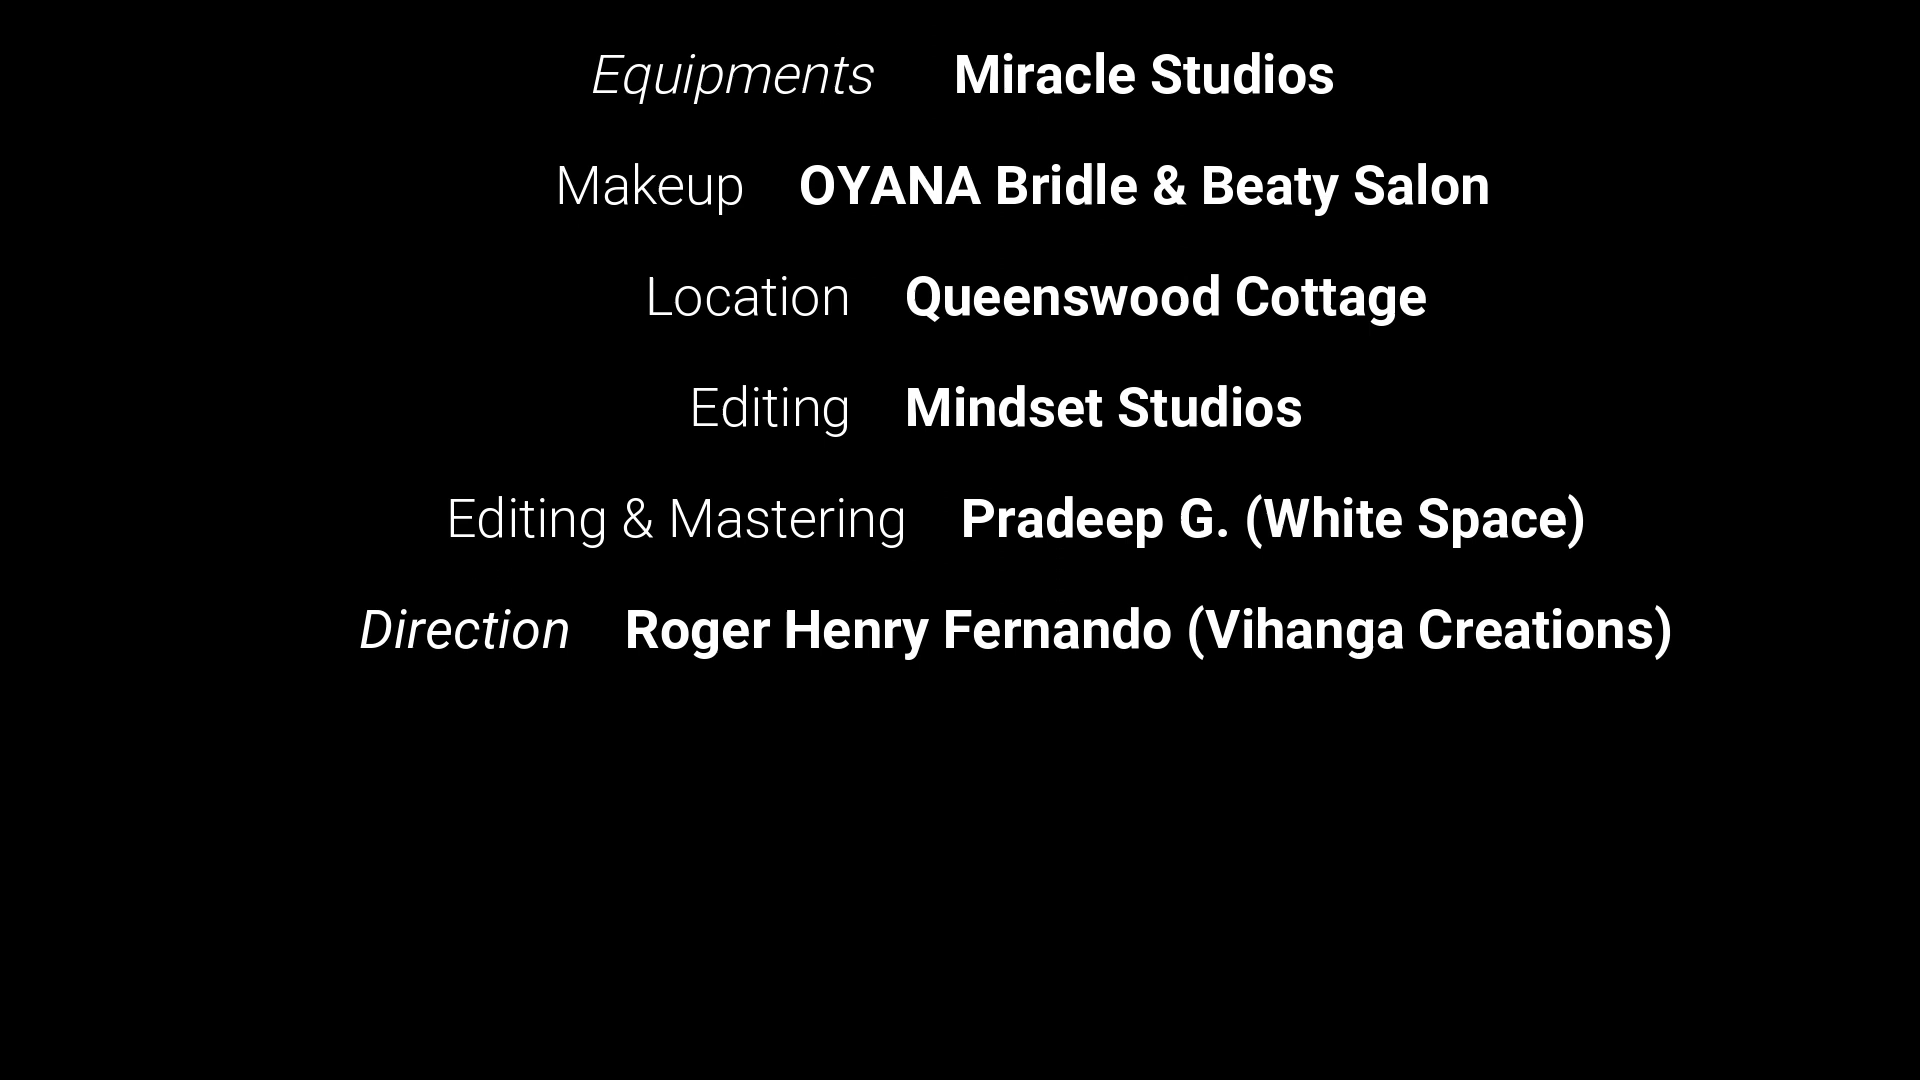 Equipments Miracle Studios
Makeup OYANA Bridle & Beaty Salon
Location Queenswood Cottage
Editing Mindset Studios
Editing & Mastering Pradeep G. (White Space)
Direction Roger Henry Fernando (Vihanga Creations)